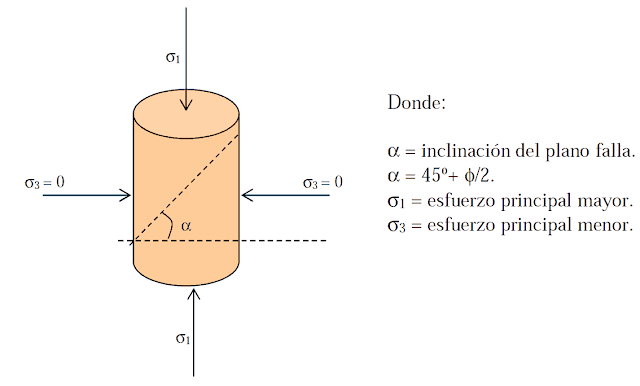 σ1
σ3 = 0
σ3 = 0
α
σ1
Donde:
α = inclinación del plano falla.
α = 45º+ ϕ/2.
σ1 = esfuerzo principal mayor.
σ3 = esfuerzo principal menor.